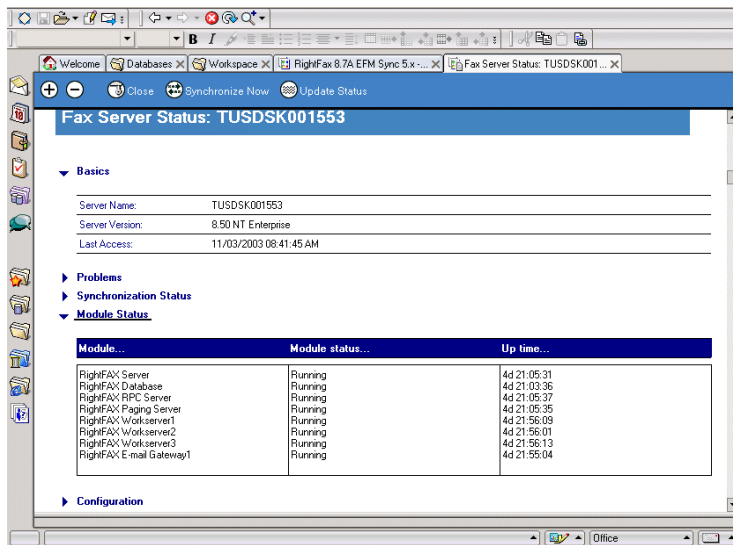 Welcome Databases Workspace RightFax 8.7A EFM Sync 5.x -... Fax Server Status: TUSDSK001...
Close Synchronize Now Update Status
Fax Server Status: TUSDSK001553
Basics
Server Name: TUSDSK001553
Server Version: 8.50 NT Enterprise
Last Access: 11/03/2003 08:41:45 AM
Problems
Synchronization Status
Module Status
Module... Module status... Up time...
RightFAX Server Running 4d 21:05:31
RightFAX Database Running 4d 21:03:36
RightFAX RPC Server Running 4d 21:05:37
RightFAX Paging Server Running 4d 21:05:35
RightFAX Workserver1 Running 4d 21:56:09
RightFAX Workserver2 Running 4d 21:56:01
RightFAX Workserver3 Running 4d 21:56:13
RightFAX E-mail Gateway1 Running 4d 21:55:04
Configuration
Office